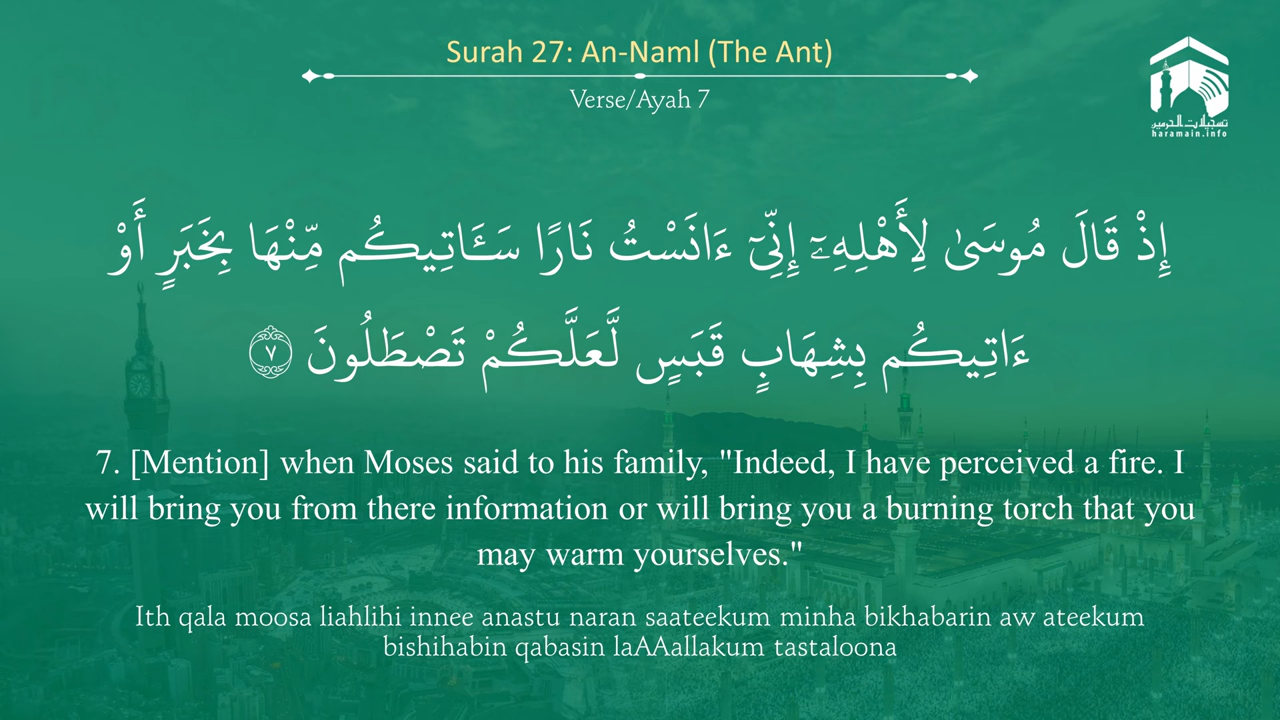 Surah 27: An-Naml (The Ant)
Verse/Ayah 7
تسجيلات الحرمين
haramain.info
إِذْ قَالَ مُوسَىٰ لِأَهْلِهِۦٓ إِنِّىٓ ءَانَسْتُ نَارًا سَـَٔاتِيكُم مِّنْهَا بِخَبَرٍ أَوْ
ءَاتِيكُم بِشِهَابٍ قَبَسٍ لَّعَلَّكُمْ تَصْطَلُونَ ٧
7. [Mention] when Moses said to his family, "Indeed, I have perceived a fire. I
will bring you from there information or will bring you a burning torch that you
may warm yourselves."
Ith qala moosa liahlihi innee anastu naran saateekum minha bikhabarin aw ateekum
bishihabin qabasin laAAallakum tastaloona